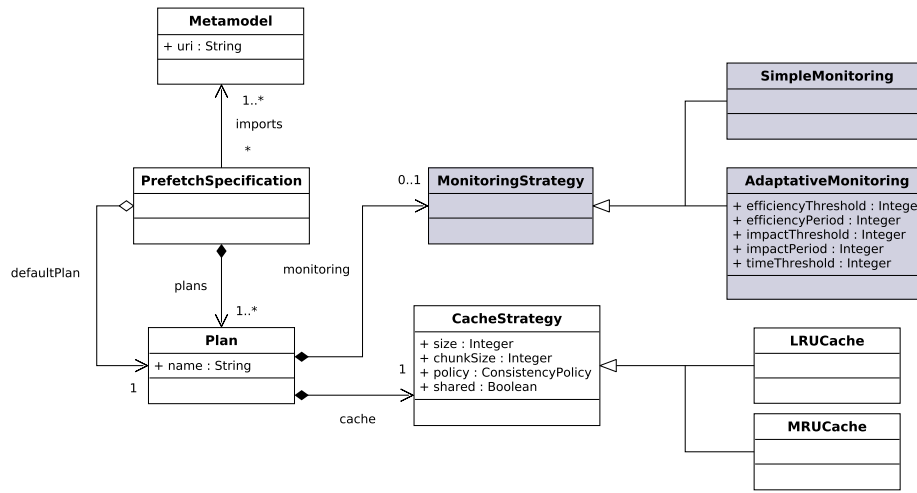 Metamodel
+ uri : String
1..*
imports
*
PrefetchSpecification
defaultPlan
plans
1..*
Plan
+ name : String
1
monitoring
0..1
MonitoringStrategy
SimpleMonitoring
AdaptativeMonitoring
+ efficiencyThreshold : Intege
+ efficiencyPeriod : Integer
+ impactThreshold : Integer
+ impactPeriod : Integer
+ timeThreshold : Integer
CacheStrategy
+ size : Integer
+ chunkSize : Integer
+ policy : ConsistencyPolicy
+ shared : Boolean
1
cache
LRUCache
MRUCache